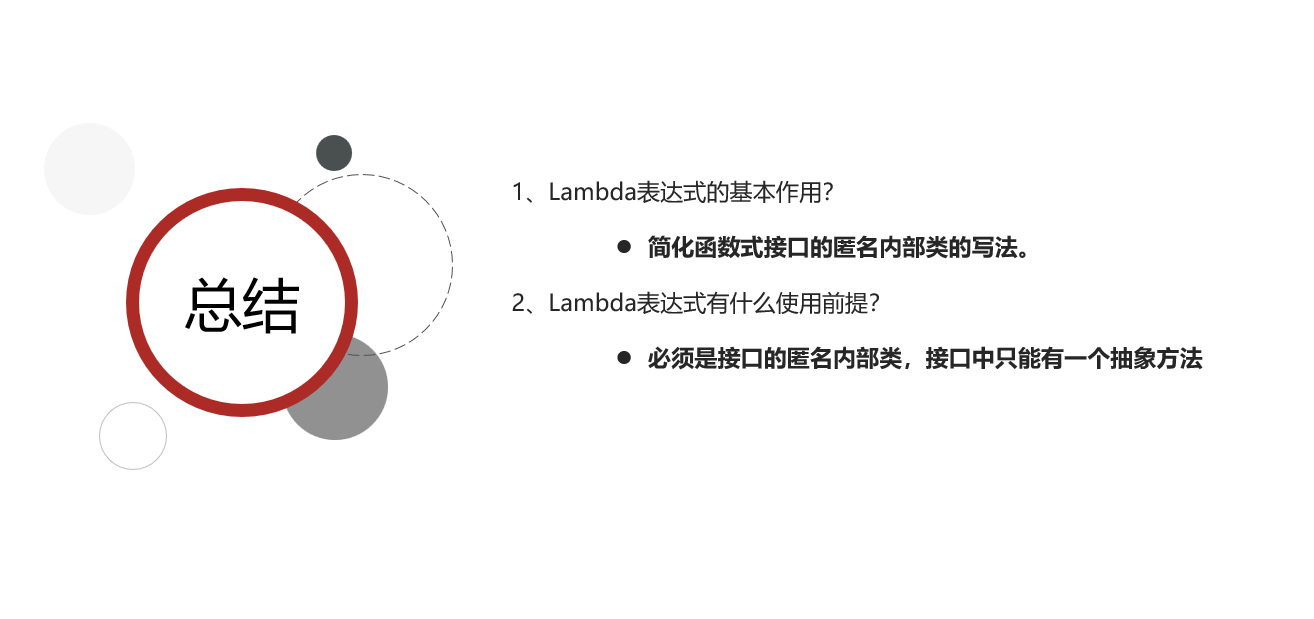 总结
1、Lambda表达式的基本作用?
● 简化函数式接口的匿名内部类的写法。
2、Lambda表达式有什么使用前提?
● 必须是接口的匿名内部类，接口中只能有一个抽象方法